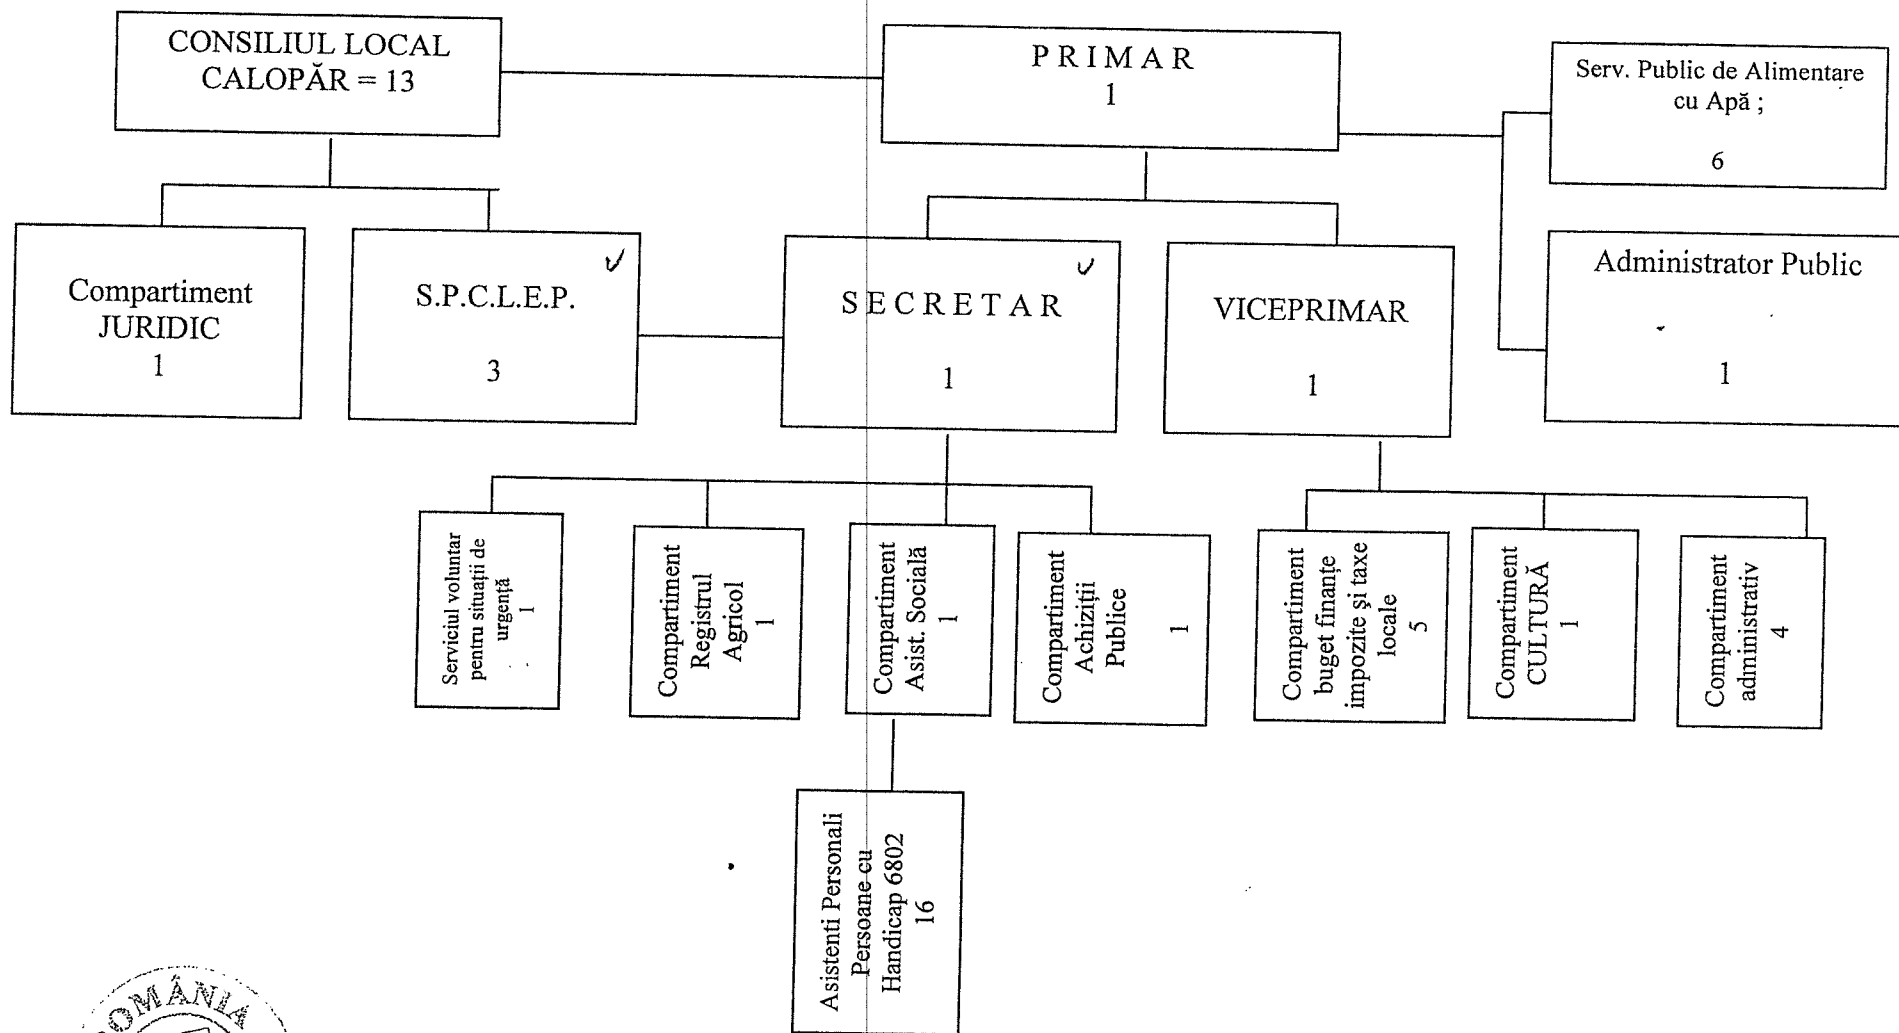 CONSILIUL LOCAL
CALOPĂR = 13
P R I M A R
1
Serv. Public de Alimentare
cu Apă ;
6
Compartiment
JURIDIC
1
S.P.C.L.E.P.
3
S E C R E T A R
1
VICEPRIMAR
1
Administrator Public
1
Serviciul voluntar
pentru situații de
urgență
1
Compartiment
Registrul
Agricol
1
Compartiment
Asist. Socială
1
Compartiment
Achiziții
Publice
1
Compartiment
buget finanțe
impozite și taxe
locale
5
Compartiment
CULTURĂ
1
Compartiment
administrativ
4
Asistenti Personali
Persoane cu
Handicap 6802
16
ROMÂNIA